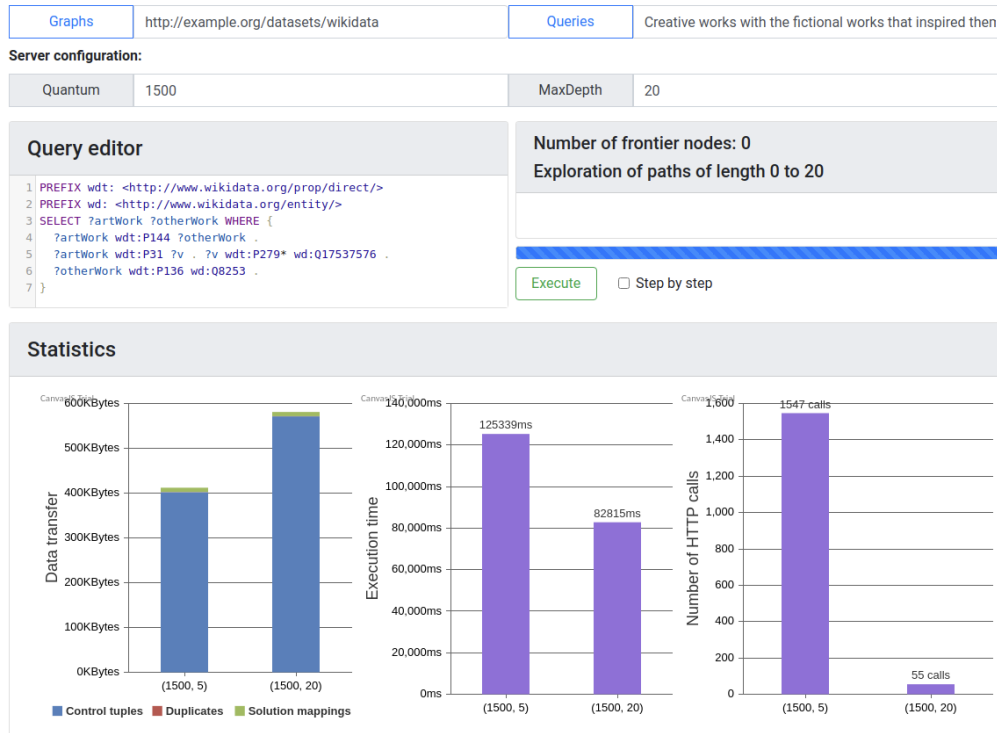 Graphs http://example.org/datasets/wikidata Queries Creative works with the fictional works that inspired them
Server configuration:
Quantum 1500 MaxDepth 20
Query editor
1 PREFIX wdt: <http://www.wikidata.org/prop/direct/>
2 PREFIX wd: <http://www.wikidata.org/entity/>
3 SELECT ?artWork ?otherWork WHERE {
4 ?artWork wdt:P144 ?otherWork .
5 ?artWork wdt:P31 ?v . ?v wdt:P279* wd:Q17537576 .
6 ?otherWork wdt:P136 wd:Q8253 .
7 }
Number of frontier nodes: 0
Exploration of paths of length 0 to 20
Execute Step by step
Statistics
CanvasJS Trial
600KBytes
500KBytes
400KBytes
300KBytes
200KBytes
100KBytes
0KBytes
Data transfer
(1500, 5) (1500, 20)
Control tuples Duplicates Solution mappings
CanvasJS Trial
140,000ms
120,000ms
100,000ms
80,000ms
60,000ms
40,000ms
20,000ms
0ms
Execution time
125339ms
82815ms
(1500, 5) (1500, 20)
CanvasJS Trial
1,600
1,400
1,200
1,000
800
600
400
200
0
Number of HTTP calls
1547 calls
55 calls
(1500, 5) (1500, 20)